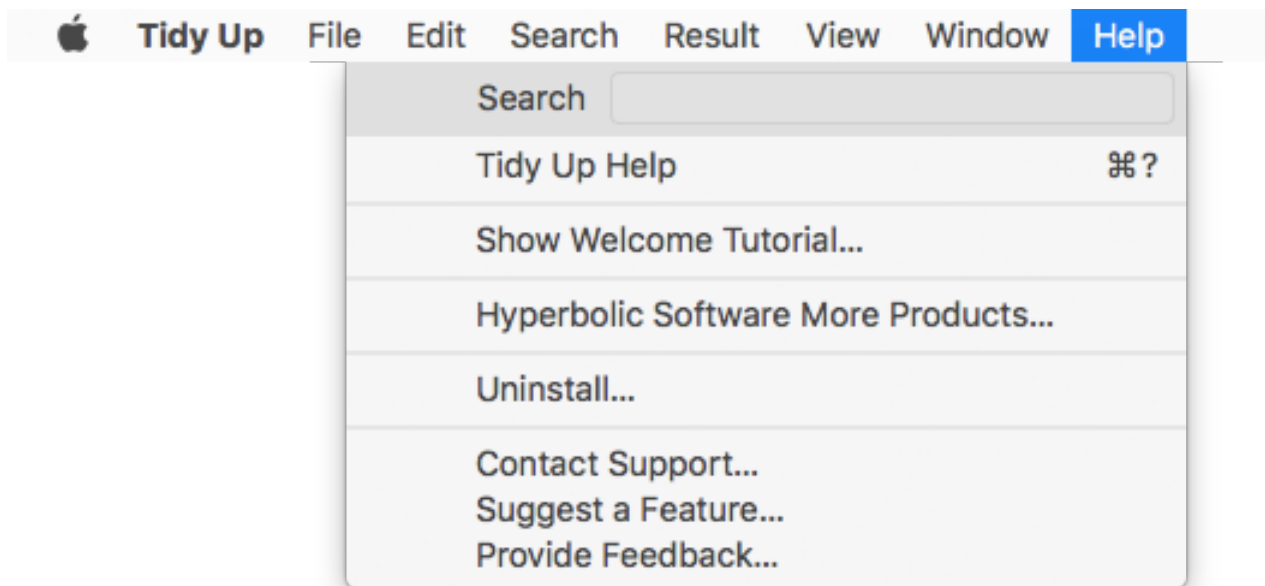 Tidy Up File Edit Search Result View Window Help
Search
Tidy Up Help ⌘?
Show Welcome Tutorial...
Hyperbolic Software More Products...
Uninstall...
Contact Support...
Suggest a Feature...
Provide Feedback...